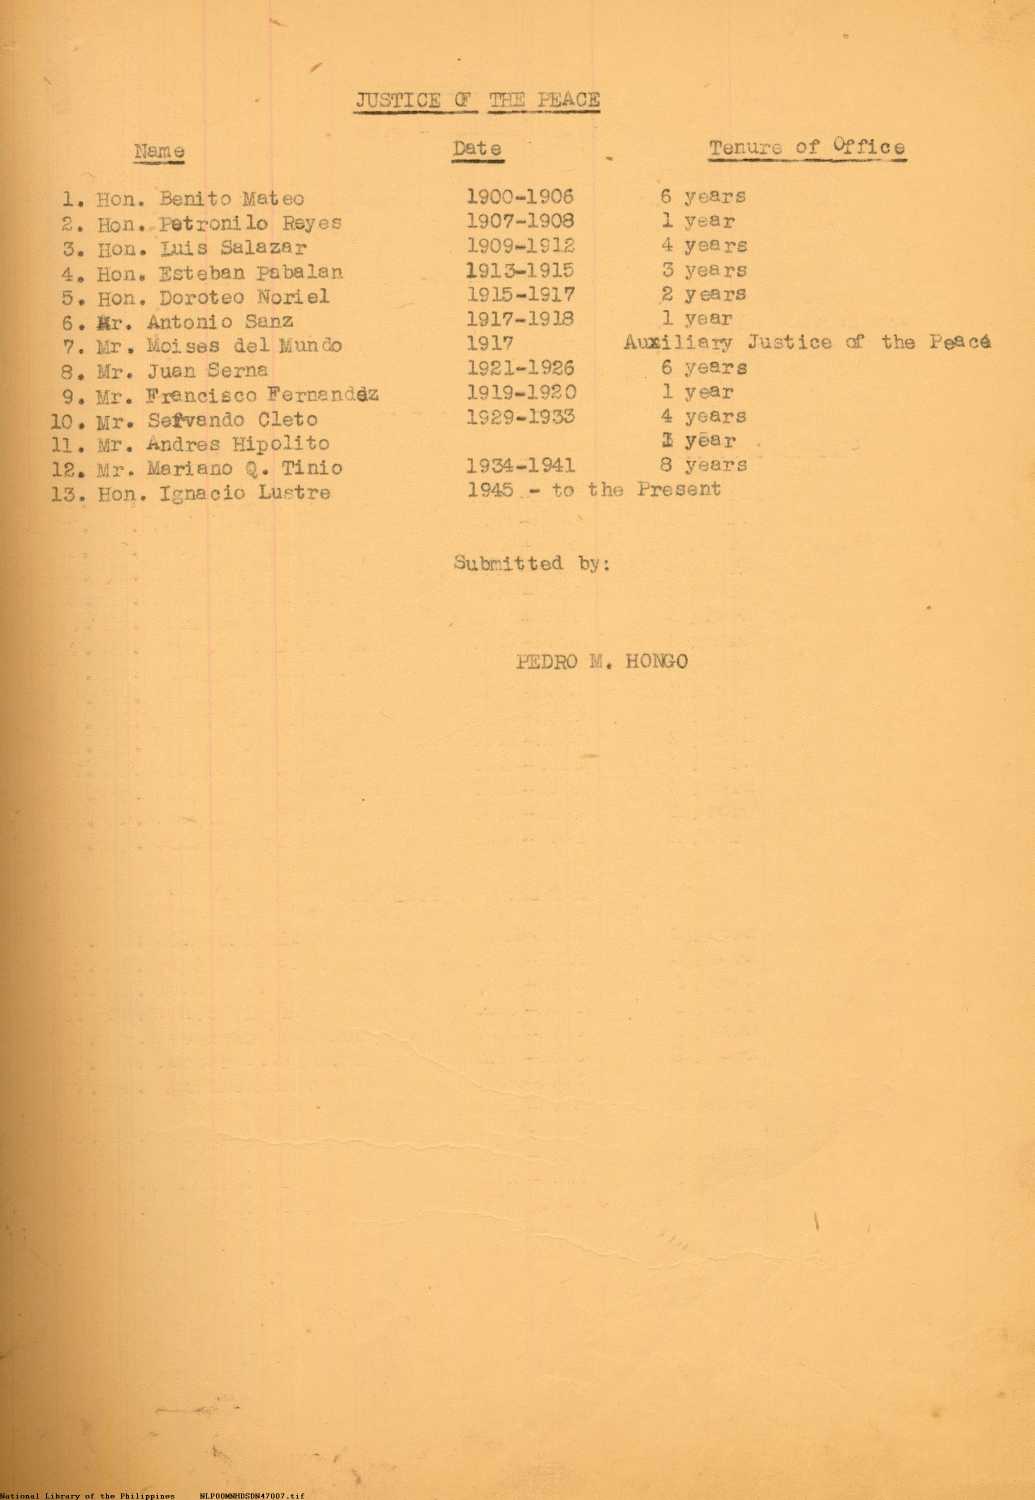 JUSTICE OF THE PEACE
Name Date Tenure of Office
1. Hon. Benito Mateo 1900-1906 6 years
2. Hon. Petronilo Reyes 1907-1908 1 year
3. Hon. Luis Salazar 1909-1912 4 years
4. Hon. Esteban Pabalan 1913-1915 3 years
5. Hon. Doroteo Noriel 1915-1917 2 years
6. Mr. Antonio Sanz 1917-1918 1 year
7. Mr. Moises del Mundo 1917 Auxiliary Justice of the Peace
8. Mr. Juan Serna 1921-1926 6 years
9. Mr. Francisco Fernandez 1919-1920 1 year
10. Mr. Servando Cleto 1929-1933 4 years
11. Mr. Andres Hipolito 1 year
12. Mr. Mariano Q. Tinio 1934-1941 8 years
13. Hon. Ignacio Lustre 1945 - to the Present
Submitted by:
PEDRO M. HONGO
National Library of the Philippines NLPOOMNHDSDN47007.tif